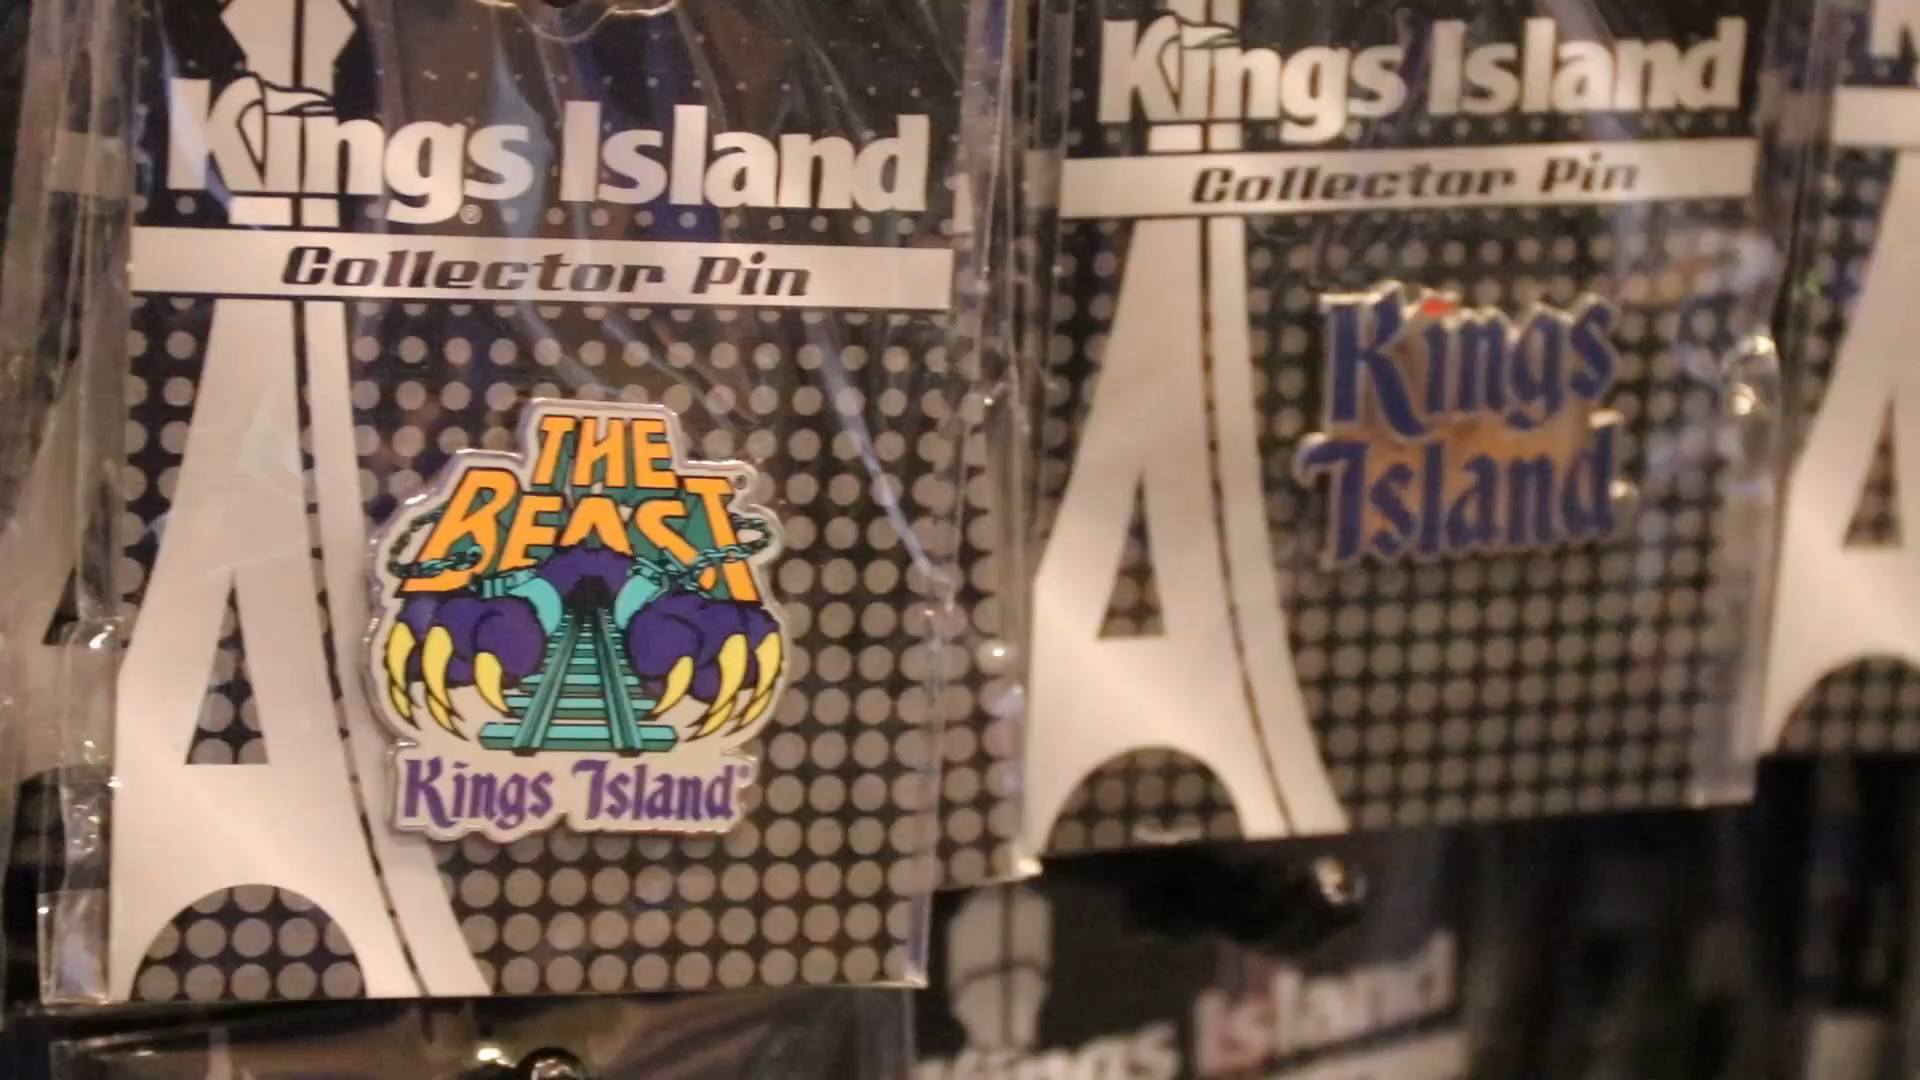 Kings Island®
Collector Pin
THE
BEAST®
Kings Island®
Kings Island
Collector Pin
Kings
Island
K
Kings Island